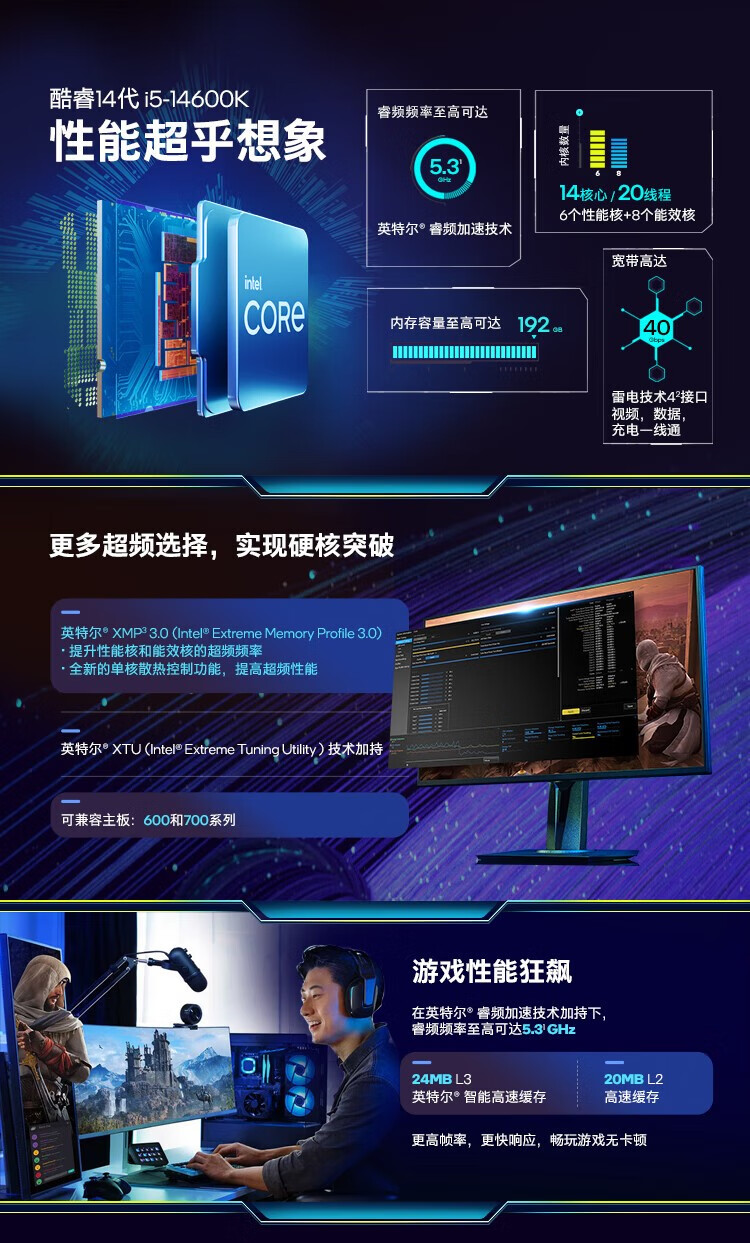 酷睿14代 i5-14600K
性能超乎想象
intel
CORE
睿频频率至高可达
5.3¹
GHz
英特尔® 睿频加速技术
内核数量
6 8
14核心 / 20线程
6个性能核+8个能效核
内存容量至高可达 192 GB
宽带高达
40
Gbps
雷电技术4²接口
视频，数据，
充电一线通
更多超频选择，实现硬核突破
英特尔® XMP³ 3.0 (Intel® Extreme Memory Profile 3.0)
· 提升性能核和能效核的超频频率
· 全新的单核散热控制功能，提高超频性能
英特尔® XTU (Intel® Extreme Tuning Utility ) 技术加持
可兼容主板：600和700系列
游戏性能狂飙
在英特尔® 睿频加速技术加持下，
睿频频率至高可达5.3¹ GHz
24MB L3
英特尔® 智能高速缓存
20MB L2
高速缓存
更高帧率，更快响应，畅玩游戏无卡顿